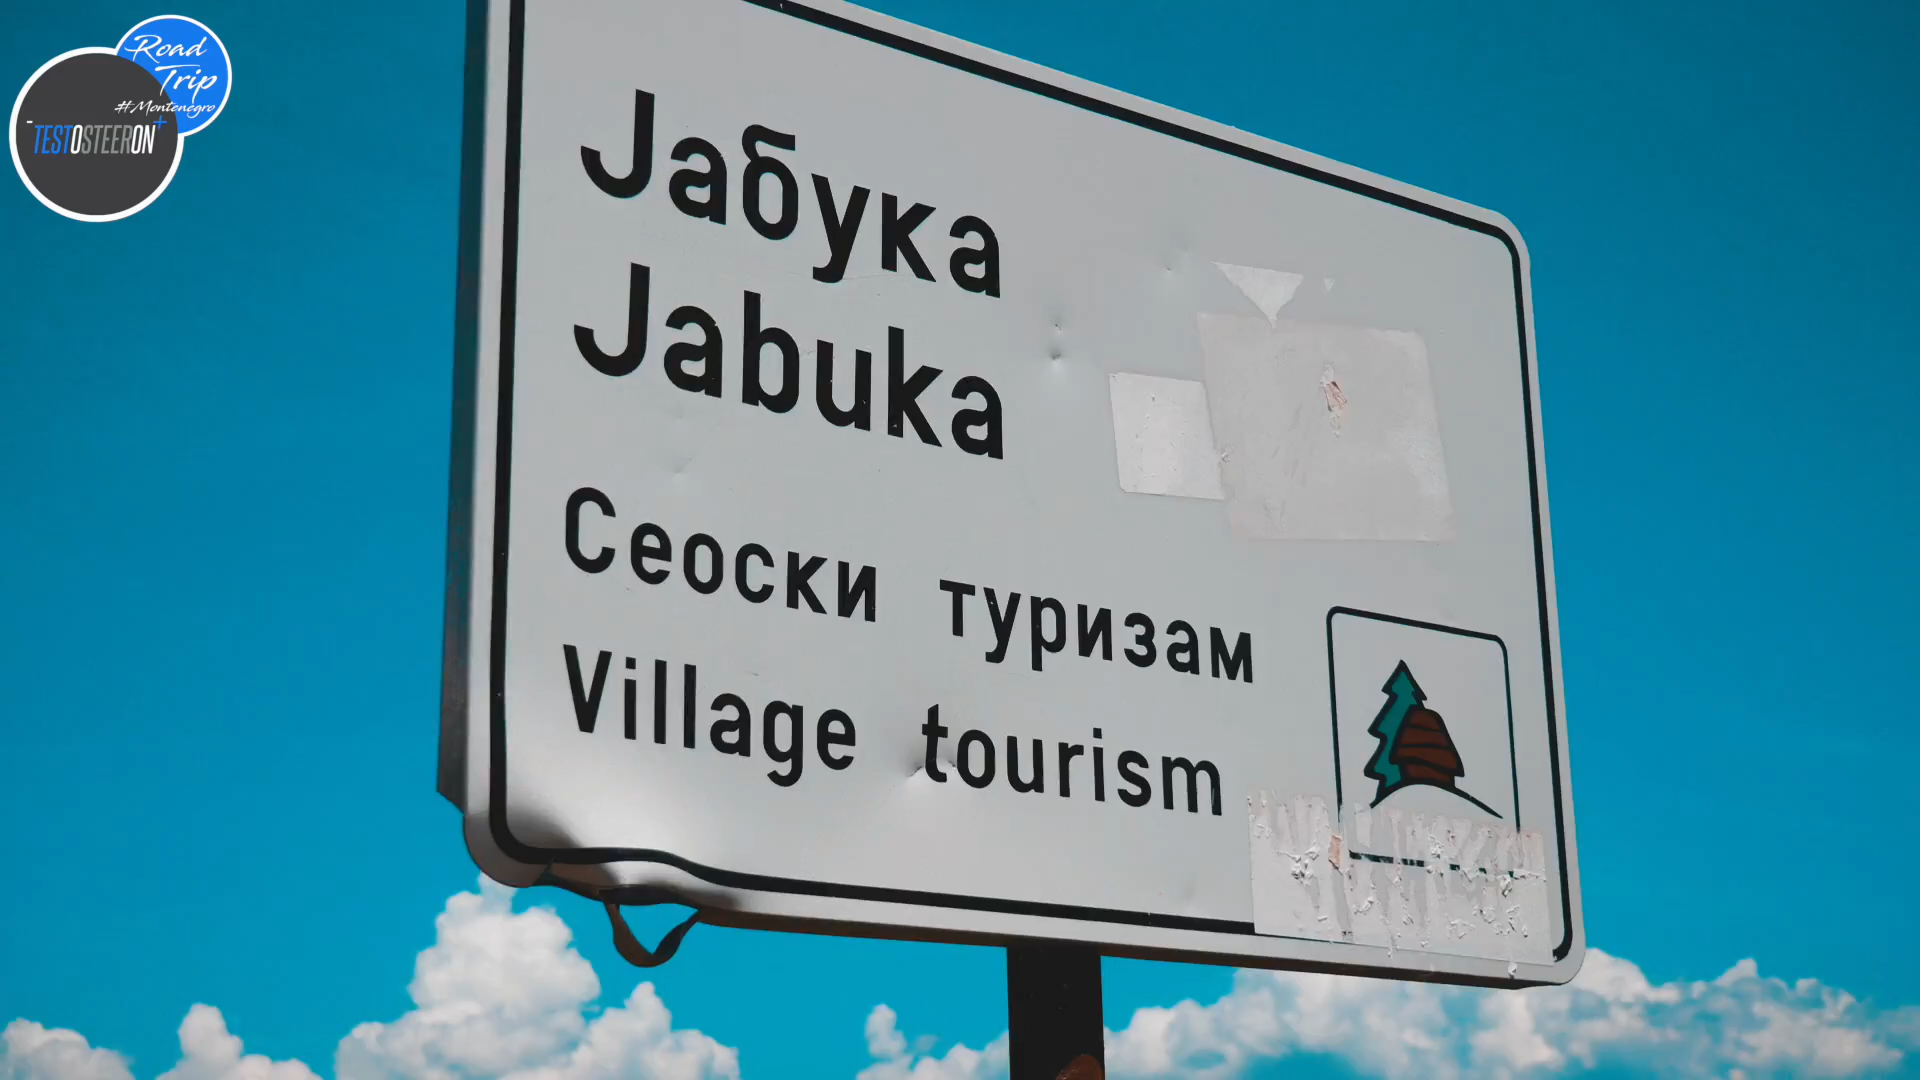 Road
Trip
#Montenegro
-TESTOSTEERON+
Јабука
Jabuka
Сеоски туризам
Village tourism